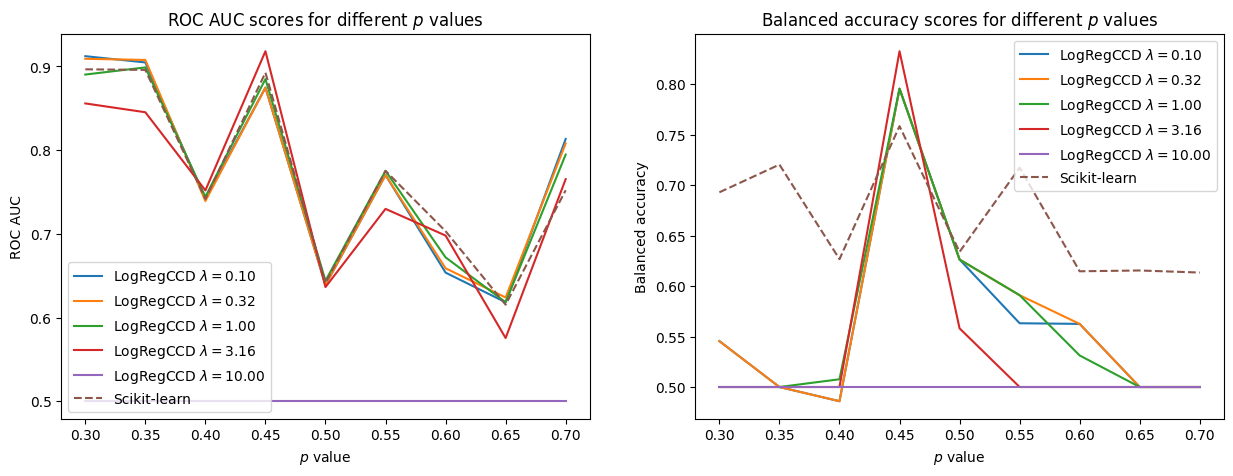 ROC AUC scores for different p values
ROC AUC
0.9
0.8
0.7
0.6
0.5
LogRegCCD λ = 0.10
LogRegCCD λ = 0.32
LogRegCCD λ = 1.00
LogRegCCD λ = 3.16
LogRegCCD λ = 10.00
Scikit-learn
0.30 0.35 0.40 0.45 0.50 0.55 0.60 0.65 0.70
p value
Balanced accuracy scores for different p values
Balanced accuracy
0.80
0.75
0.70
0.65
0.60
0.55
0.50
LogRegCCD λ = 0.10
LogRegCCD λ = 0.32
LogRegCCD λ = 1.00
LogRegCCD λ = 3.16
LogRegCCD λ = 10.00
Scikit-learn
0.30 0.35 0.40 0.45 0.50 0.55 0.60 0.65 0.70
p value